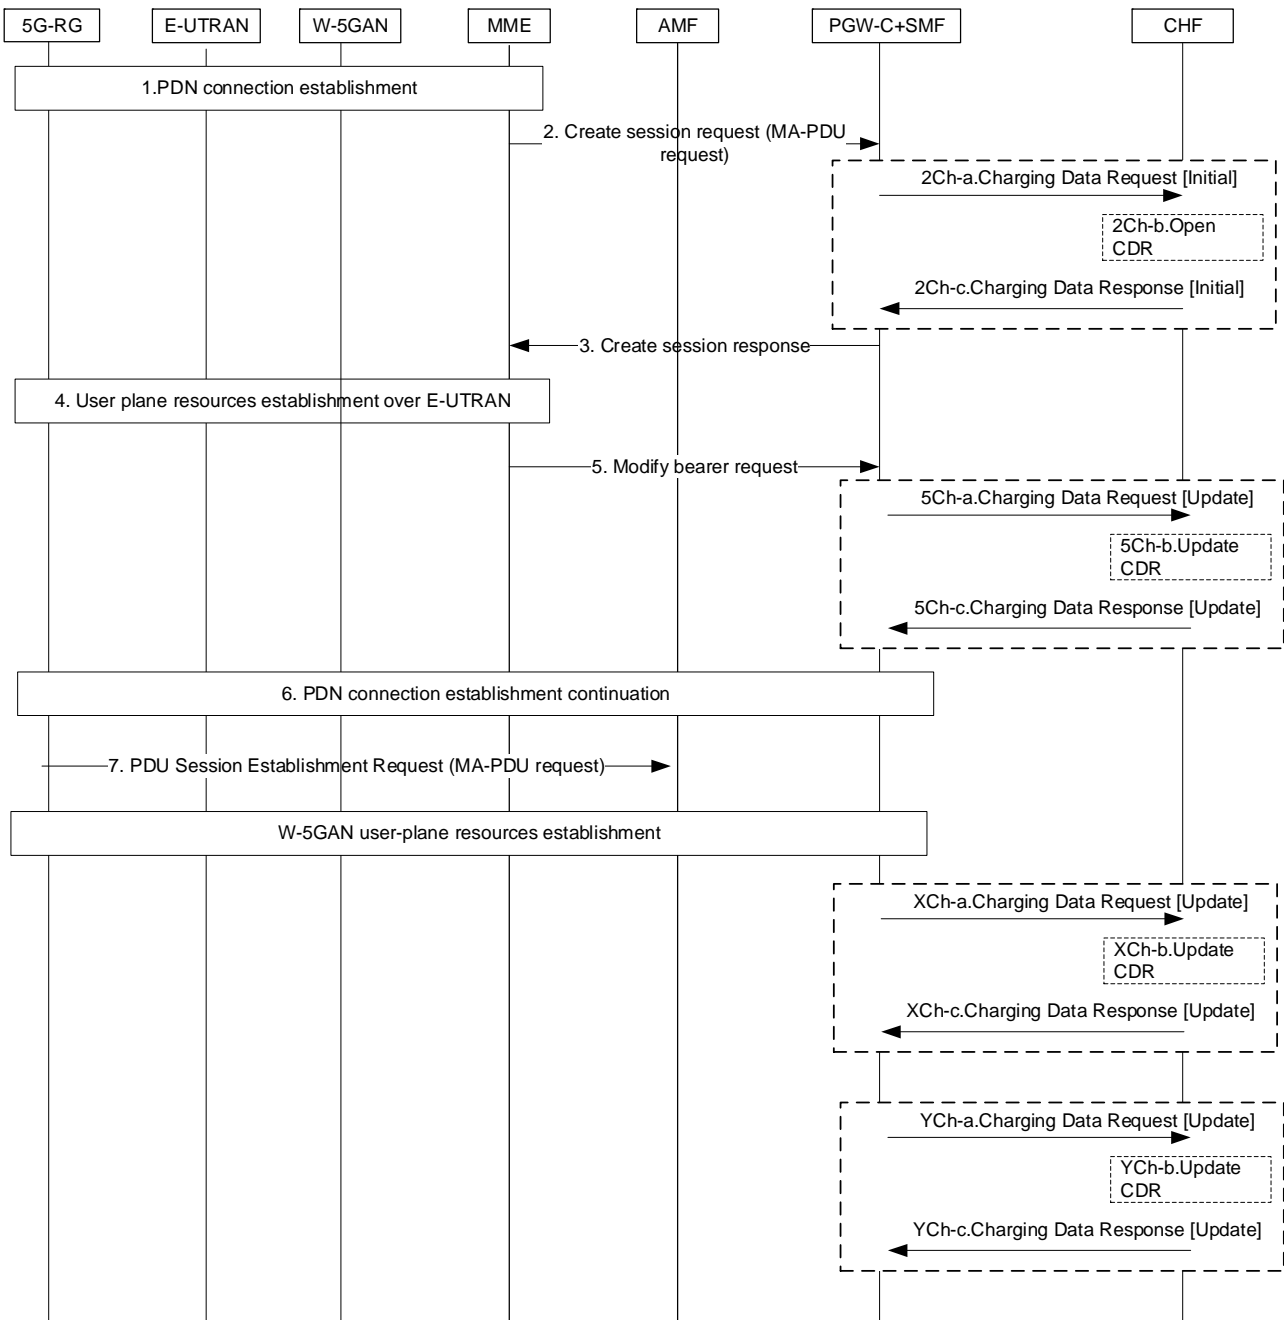 5G-RG
E-UTRAN
W-5GAN
MME
AMF
PGW-C+SMF
CHF
1.PDN connection establishment
2. Create session request (MA-PDU
request)
2Ch-a.Charging Data Request [Initial]
2Ch-b.Open
CDR
2Ch-c.Charging Data Response [Initial]
3. Create session response
4. User plane resources establishment over E-UTRAN
5. Modify bearer request
5Ch-a.Charging Data Request [Update]
5Ch-b.Update
CDR
5Ch-c.Charging Data Response [Update]
6. PDN connection establishment continuation
7. PDU Session Establishment Request (MA-PDU request)
W-5GAN user-plane resources establishment
XCh-a.Charging Data Request [Update]
XCh-b.Update
CDR
XCh-c.Charging Data Response [Update]
YCh-a.Charging Data Request [Update]
YCh-b.Update
CDR
YCh-c.Charging Data Response [Update]